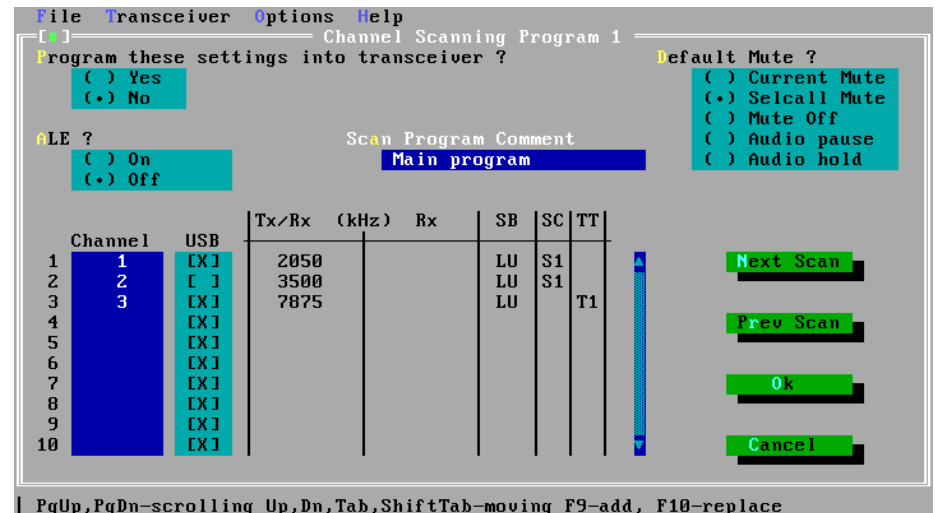 File Transceiver Options Help
[■] Channel Scanning Program 1
Program these settings into transceiver ? Default Mute ?
( ) Yes ( ) Current Mute
(•) No (•) Selcall Mute
( ) Mute Off
ALE ? Scan Program Comment ( ) Audio pause
( ) On Main program ( ) Audio hold
(•) Off
Tx/Rx (kHz) Rx SB SC TT
Channel USB
1 1 [X] 2050 LU S1 Next Scan
2 2 [ ] 3500 LU S1
3 3 [X] 7875 LU T1
4 [X] Prev Scan
5 [X]
6 [X]
7 [X] Ok
8 [X]
9 [X]
10 [X] Cancel
PgUp,PgDn-scrolling Up,Dn,Tab,ShiftTab-moving F9-add, F10-replace